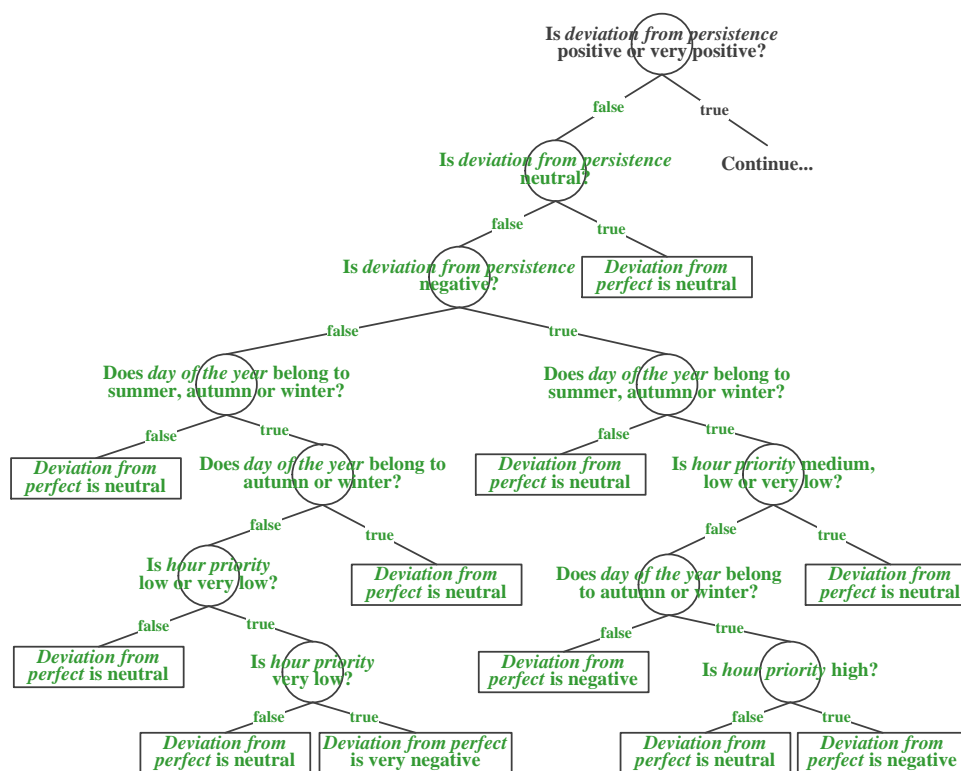 Is deviation from persistence
positive or very positive?
false
true
Continue...
Is deviation from persistence
neutral?
false
true
Is deviation from persistence
negative?
Deviation from
perfect is neutral
false
true
Does day of the year belong to
summer, autumn or winter?
Does day of the year belong to
summer, autumn or winter?
false
true
false
true
Deviation from
perfect is neutral
Does day of the year belong to
autumn or winter?
Deviation from
perfect is neutral
Is hour priority medium,
low or very low?
false
true
false
true
Is hour priority
low or very low?
Deviation from
perfect is neutral
Does day of the year belong
to autumn or winter?
Deviation from
perfect is neutral
false
true
false
true
Deviation from
perfect is neutral
Is hour priority
very low?
Deviation from
perfect is negative
Is hour priority high?
false
true
false
true
Deviation from
perfect is neutral
Deviation from perfect
is very negative
Deviation from
perfect is neutral
Deviation from
perfect is negative